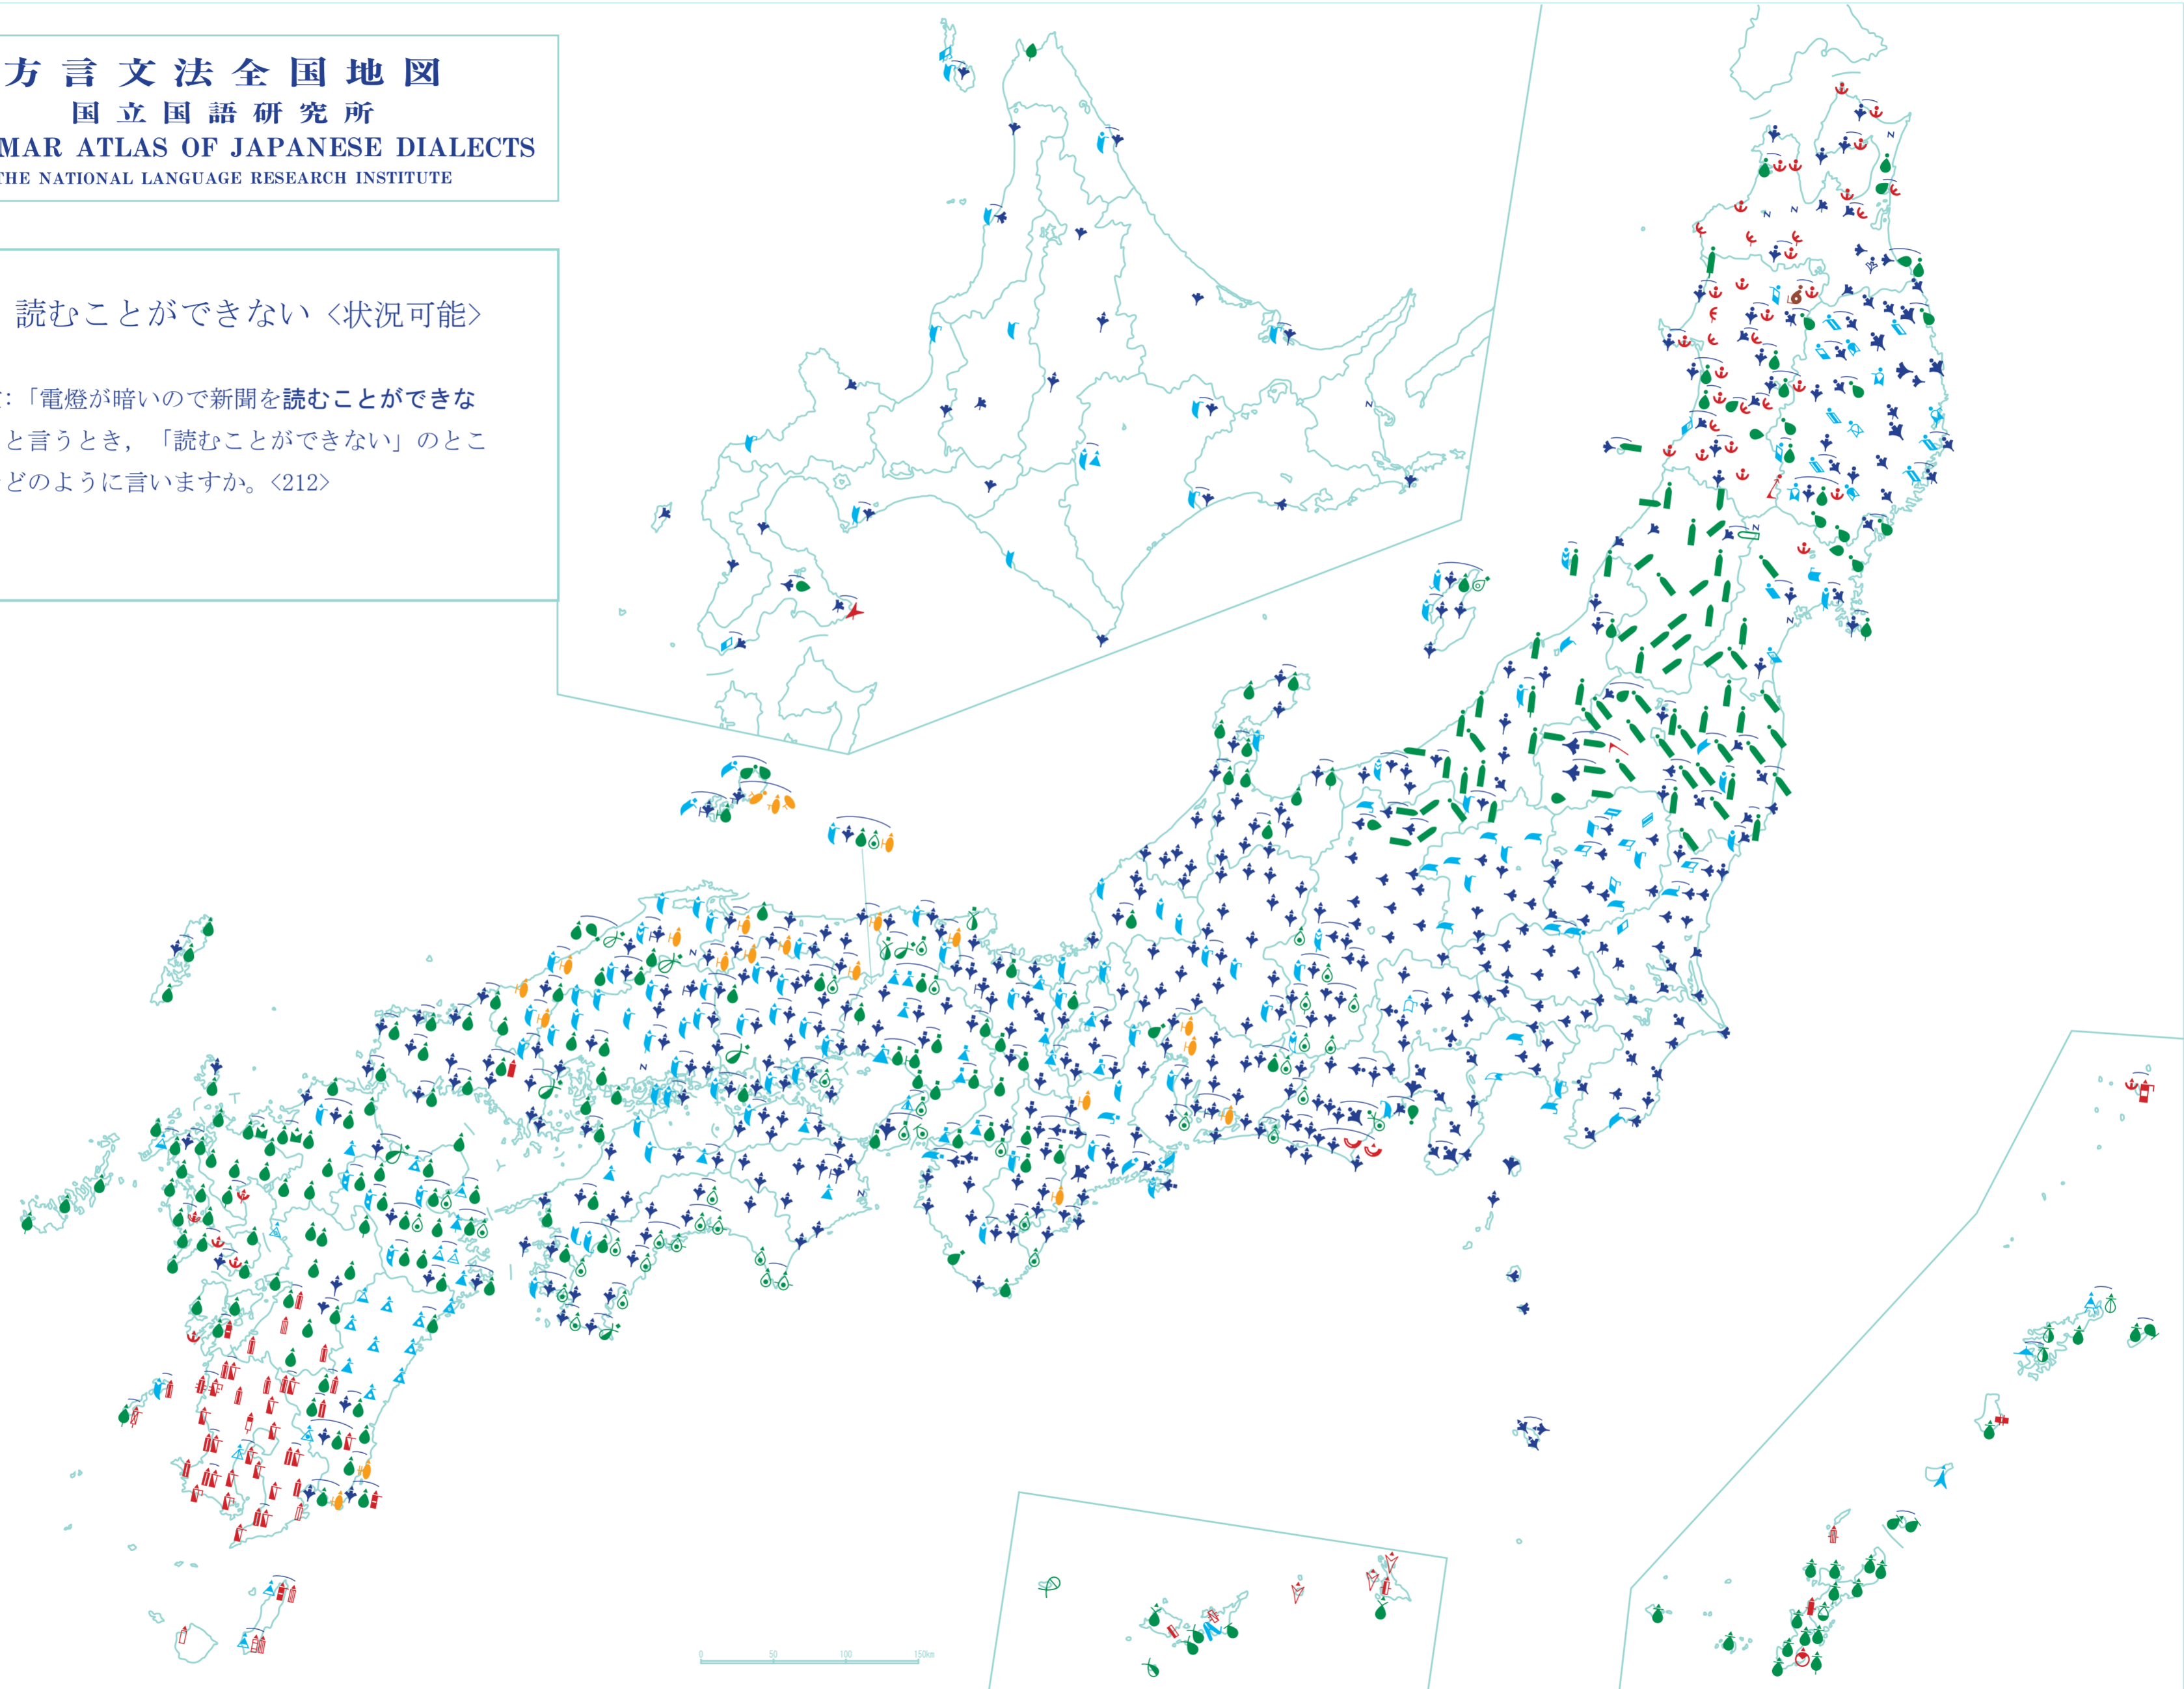 方言文法全国地図
国立国語研究所
MAR ATLAS OF JAPANESE DIALECTS
THE NATIONAL LANGUAGE RESEARCH INSTITUTE
読むことができない〈状況可能〉
:「電燈が暗いので新聞を読むことができな
と言うとき,「読むことができない」のとこ
どのように言いますか。〈212〉
N
N
N
N
N
N
N
N
N
N
0 50 100 150km